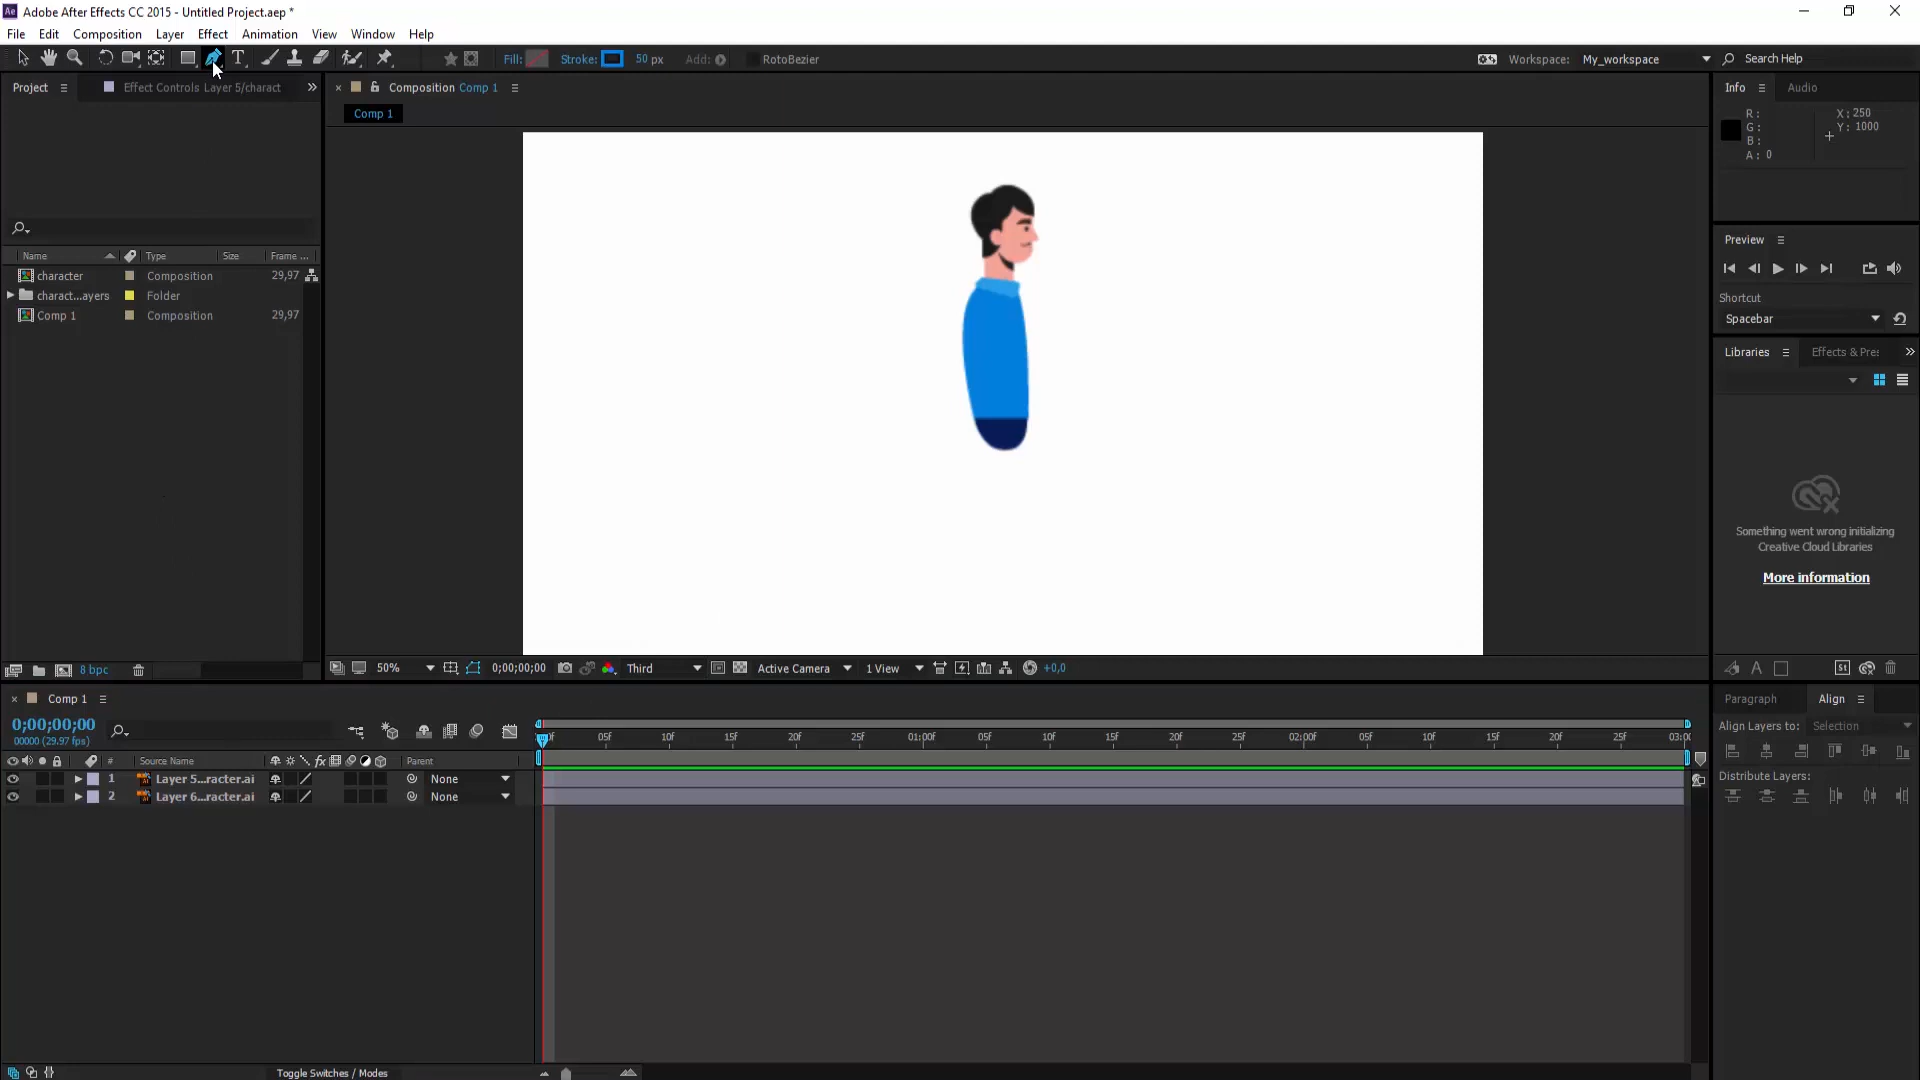 Adobe After Effects CC 2015 - Untitled Project.aep *
File Edit Composition Layer Effect Animation View Window Help
Fill: Stroke: 50 px Add: RotoBezier Workspace: My_workspace Search Help
Project Effect Controls Layer 5/charact Composition Comp 1 Info Audio
Comp 1
R: X: 250
G: Y: 1000
B:
A: 0
Preview
Shortcut
Spacebar
Name Type Size Frame ...
character Composition 29,97
charact...ayers Folder
Comp 1 Composition 29,97
Libraries Effects & Pre
Something went wrong initializing
Creative Cloud Libraries
More information
8 bpc 50% 0;00;00;00 Third Active Camera 1 View +0,0 St
Comp 1 Paragraph Align
0;00;00;00
00000 (29.97 fps)
Align Layers to: Selection
05f 10f 15f 20f 25f 01:00f 05f 10f 15f 20f 25f 02:00f 05f 10f 15f 20f 25f 03:0
# Source Name Parent
Distribute Layers:
1 Layer 5...racter.ai None
2 Layer 6...racter.ai None
Toggle Switches / Modes